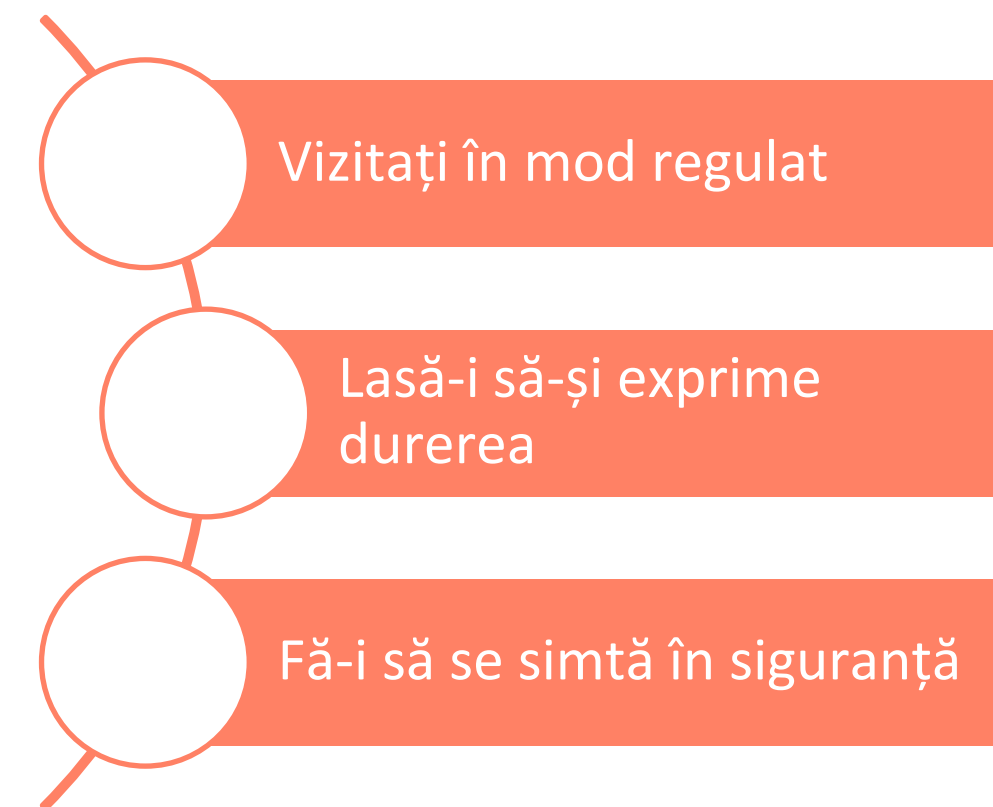 Vizitați în mod regulat
Lasă-i să-și exprime
durerea
Fă-i să se simtă în siguranță